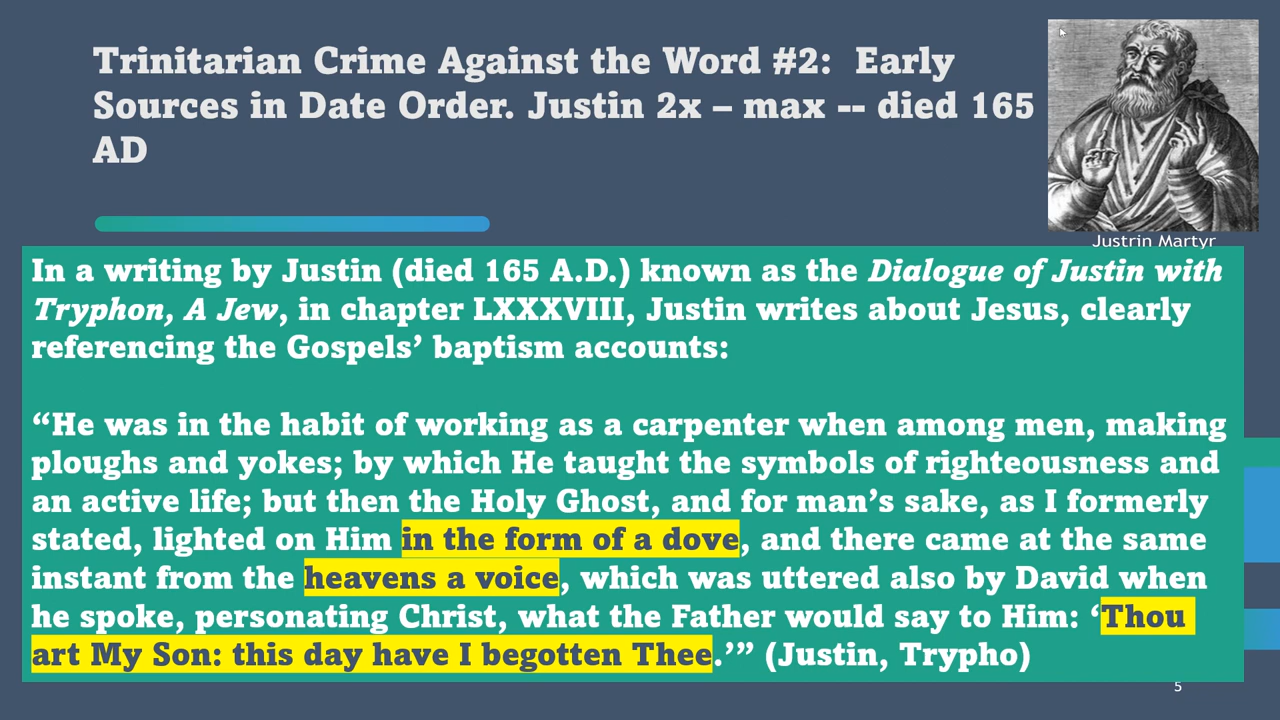 Trinitarian Crime Against the Word #2:  Early
Sources in Date Order. Justin 2x – max -- died 165
AD
Justrin Martyr
In a writing by Justin (died 165 A.D.) known as the Dialogue of Justin with
Tryphon, A Jew, in chapter LXXXVIII, Justin writes about Jesus, clearly
referencing the Gospels’ baptism accounts:
“He was in the habit of working as a carpenter when among men, making
ploughs and yokes; by which He taught the symbols of righteousness and
an active life; but then the Holy Ghost, and for man’s sake, as I formerly
stated, lighted on Him in the form of a dove, and there came at the same
instant from the heavens a voice, which was uttered also by David when
he spoke, personating Christ, what the Father would say to Him: ‘Thou
art My Son: this day have I begotten Thee.’” (Justin, Trypho)
5